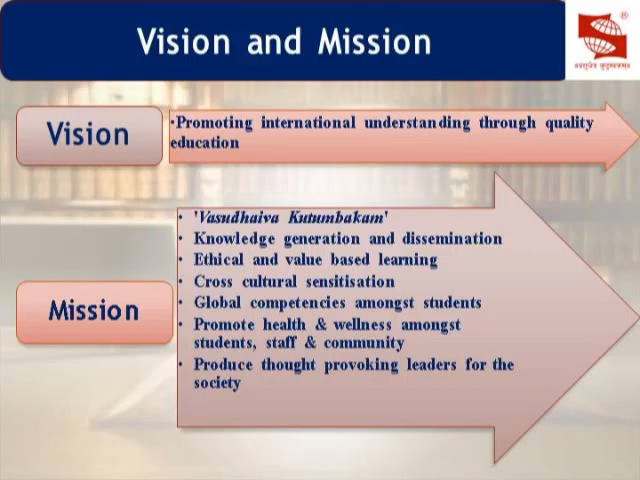 Vision and Mission
®
वसुधैव कुटुम्बकम्
Vision
•Promoting international understanding through quality
education
Mission
• 'Vasudhaiva Kutumbakam'
• Knowledge generation and dissemination
• Ethical and value based learning
• Cross cultural sensitisation
• Global competencies amongst students
• Promote health & wellness amongst
students, staff & community
• Produce thought provoking leaders for the
society